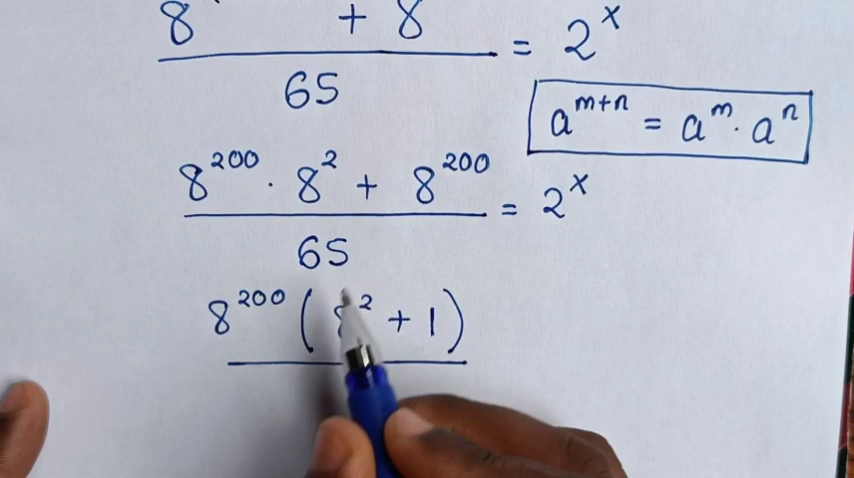 8 + 8
65
= 2^x
a^{m+n} = a^m · a^n
8^{200} · 8^2 + 8^{200}
65
= 2^x
8^{200} ( 8^2 + 1 )